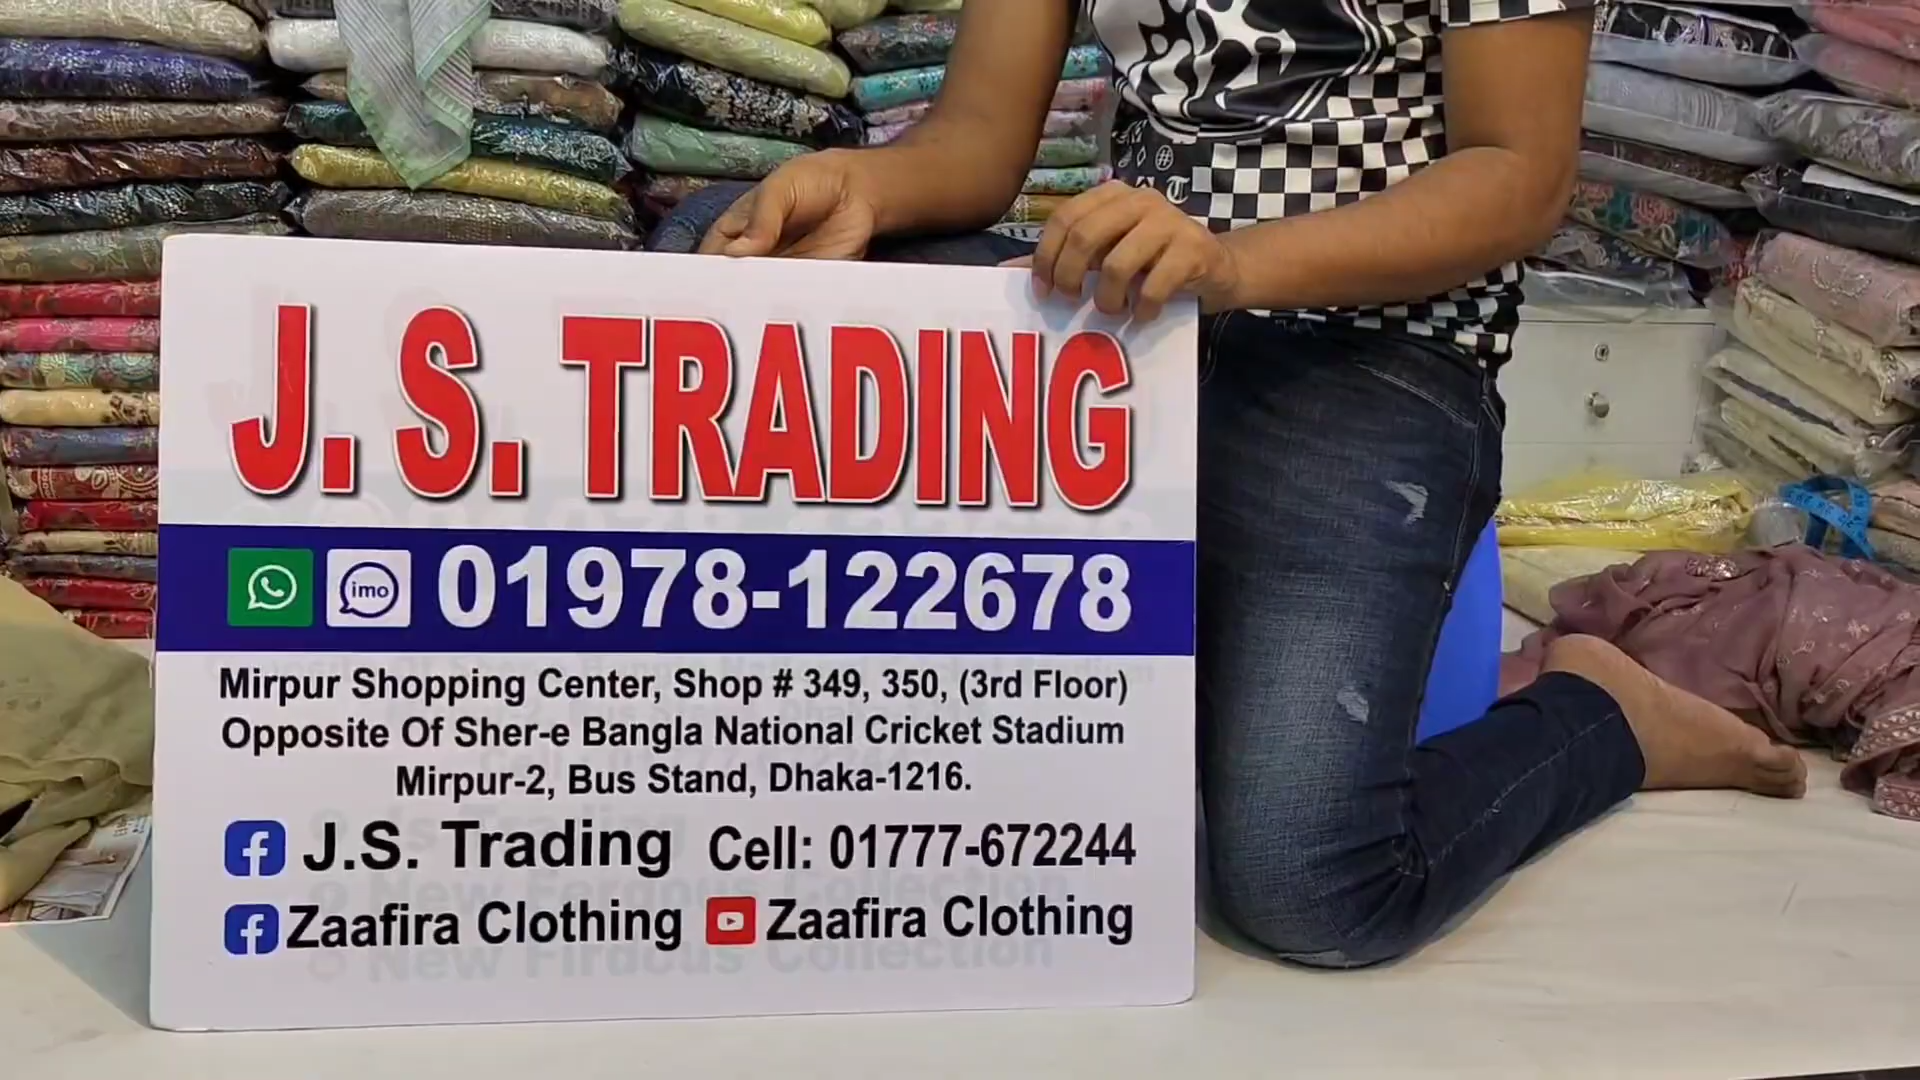 J. S. TRADING
imo 01978-122678
Mirpur Shopping Center, Shop # 349, 350, (3rd Floor)
Opposite Of Sher-e Bangla National Cricket Stadium
Mirpur-2, Bus Stand, Dhaka-1216.
J.S. Trading Cell: 01777-672244
Zaafira Clothing Zaafira Clothing